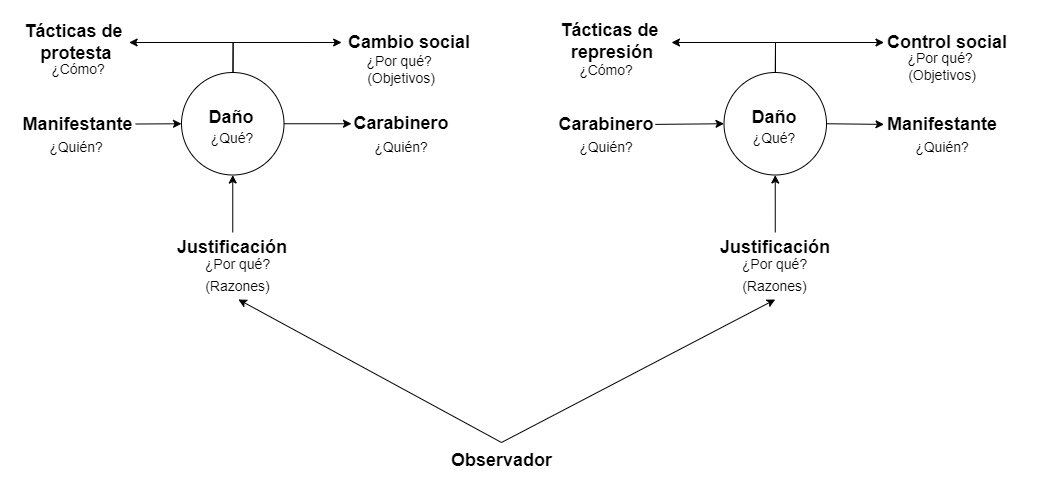 Tácticas de
protesta
¿Cómo?
Cambio social
¿Por qué?
(Objetivos)
Manifestante
¿Quién?
Daño
¿Qué?
Carabinero
¿Quién?
Justificación
¿Por qué?
(Razones)
Tácticas de
represión
¿Cómo?
Control social
¿Por qué?
(Objetivos)
Carabinero
¿Quién?
Daño
¿Qué?
Manifestante
¿Quién?
Justificación
¿Por qué?
(Razones)
Observador